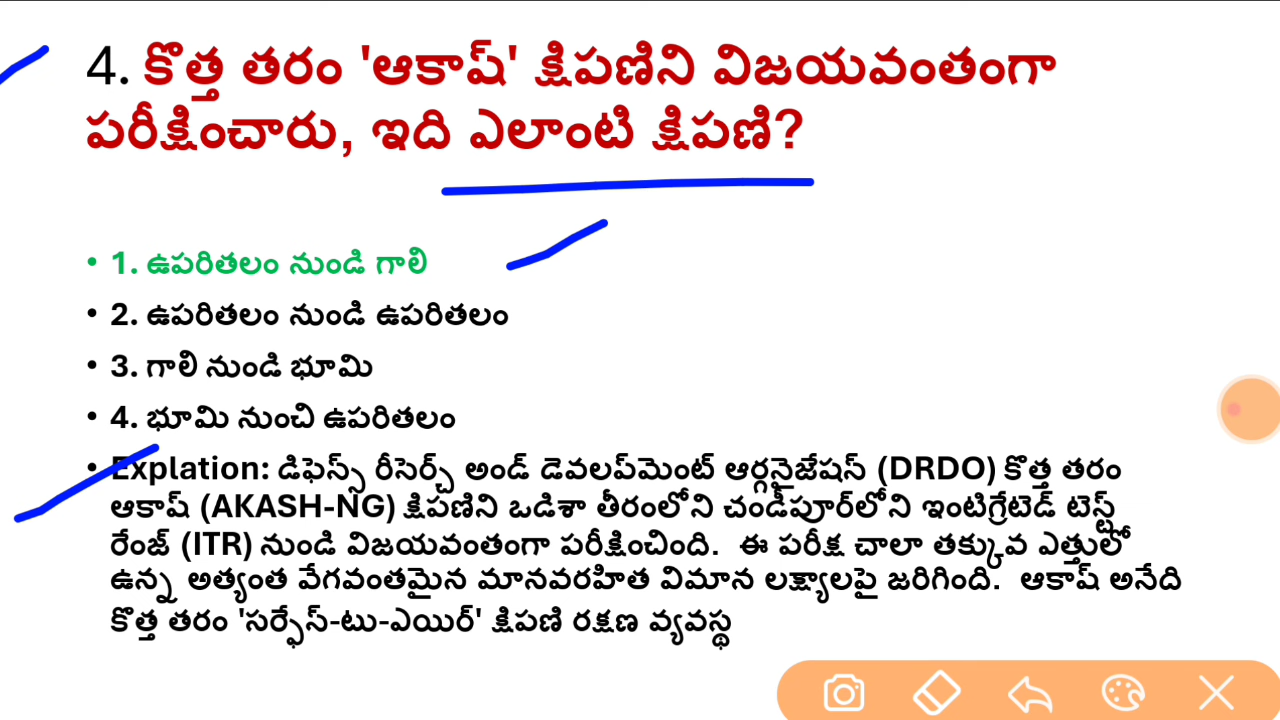 4. కొత్త తరం 'ఆకాష్' క్షిపణిని విజయవంతంగా
పరీక్షించారు, ఇది ఎలాంటి క్షిపణి?
• 1. ఉపరితలం నుండి గాలి
• 2. ఉపరితలం నుండి ఉపరితలం
• 3. గాలి నుండి భూమి
• 4. భూమి నుంచి ఉపరితలం
• Explation: డిఫెన్స్ రీసెర్చ్ అండ్ డెవలప్‌మెంట్ ఆర్గనైజేషన్ (DRDO) కొత్త తరం
ఆకాష్ (AKASH-NG) క్షిపణిని ఒడిశా తీరంలోని చండీపూర్‌లోని ఇంటిగ్రేటెడ్ టెస్ట్
రేంజ్ (ITR) నుండి విజయవంతంగా పరీక్షించింది. ఈ పరీక్ష చాలా తక్కువ ఎత్తులో
ఉన్న అత్యంత వేగవంతమైన మానవరహిత విమాన లక్ష్యాలపై జరిగింది. ఆకాష్ అనేది
కొత్త తరం 'సర్ఫేస్-టు-ఎయిర్' క్షిపణి రక్షణ వ్యవస్థ